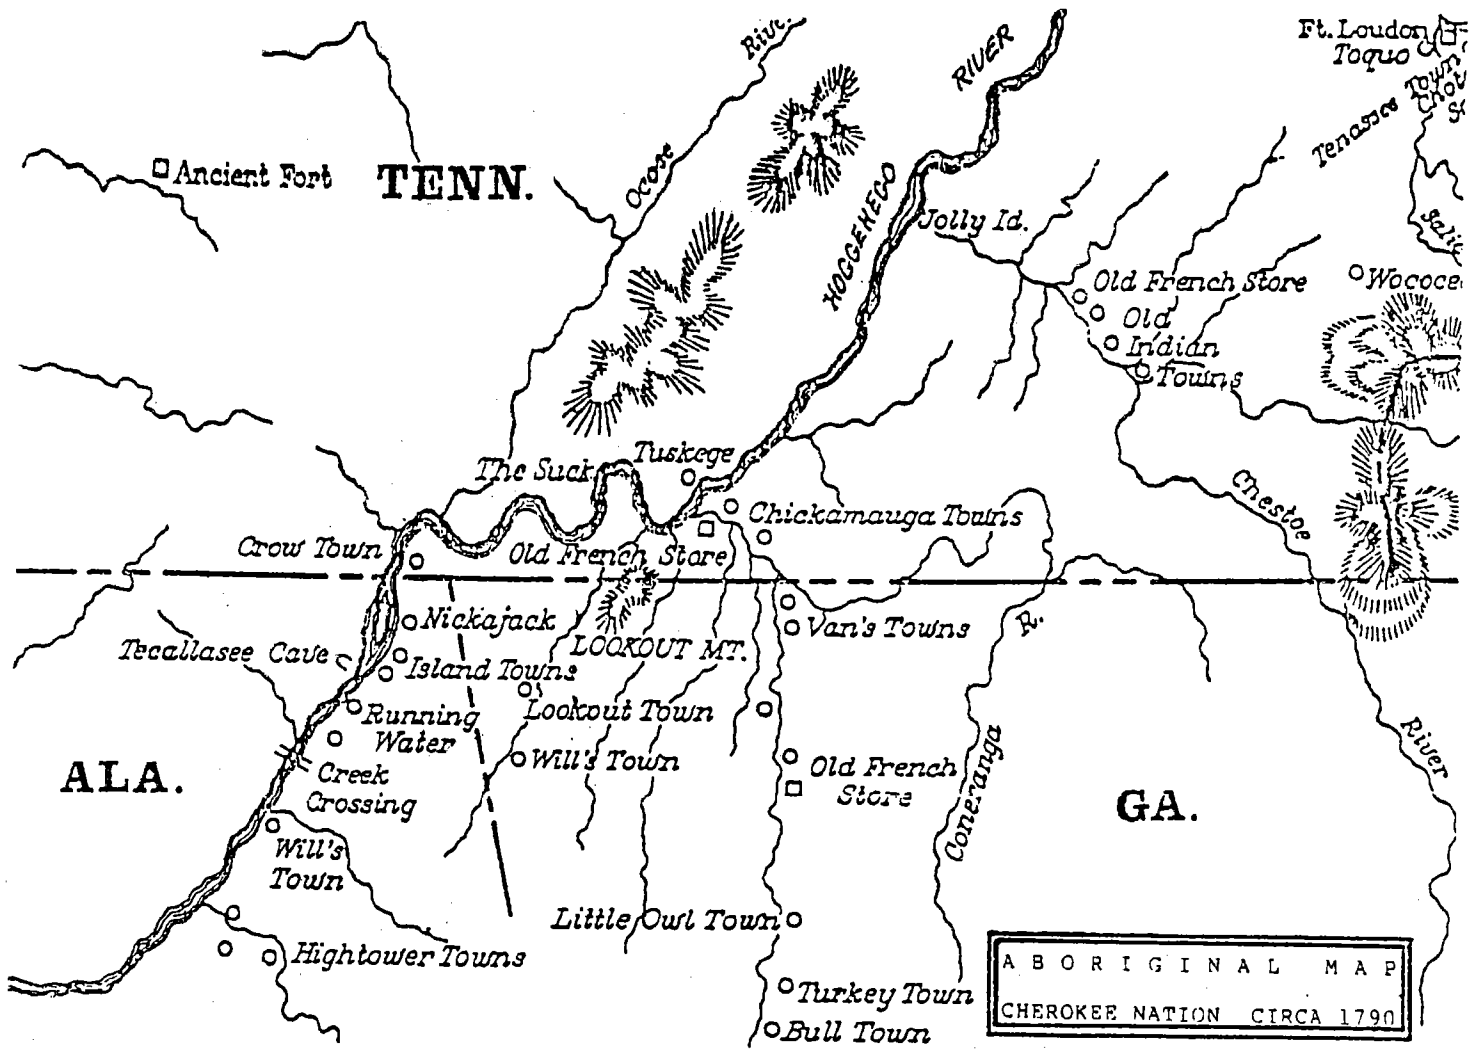 River
RIVER
Ft. Loudon
Toquo
Tenassee Town
Ancient Fort
TENN.
Ocose
HOGGEHEGO
Jolly Id.
Old French Store
Old
Indian
Towns
The Suck
Tuskege
Chickamauga Towns
Chestoe
Crow Town
Old French Store
Nickajack
LOOKOUT MT.
Van's Towns
R.
Tecallasee Cave
Island Towns
Lookout Town
Running
Water
Will's Town
Old French
Store
Coneranga
River
ALA.
Creek
Crossing
GA.
Will's
Town
Little Owl Town
Hightower Towns
Turkey Town
Bull Town
ABORIGINAL MAP
CHEROKEE NATION CIRCA 1790